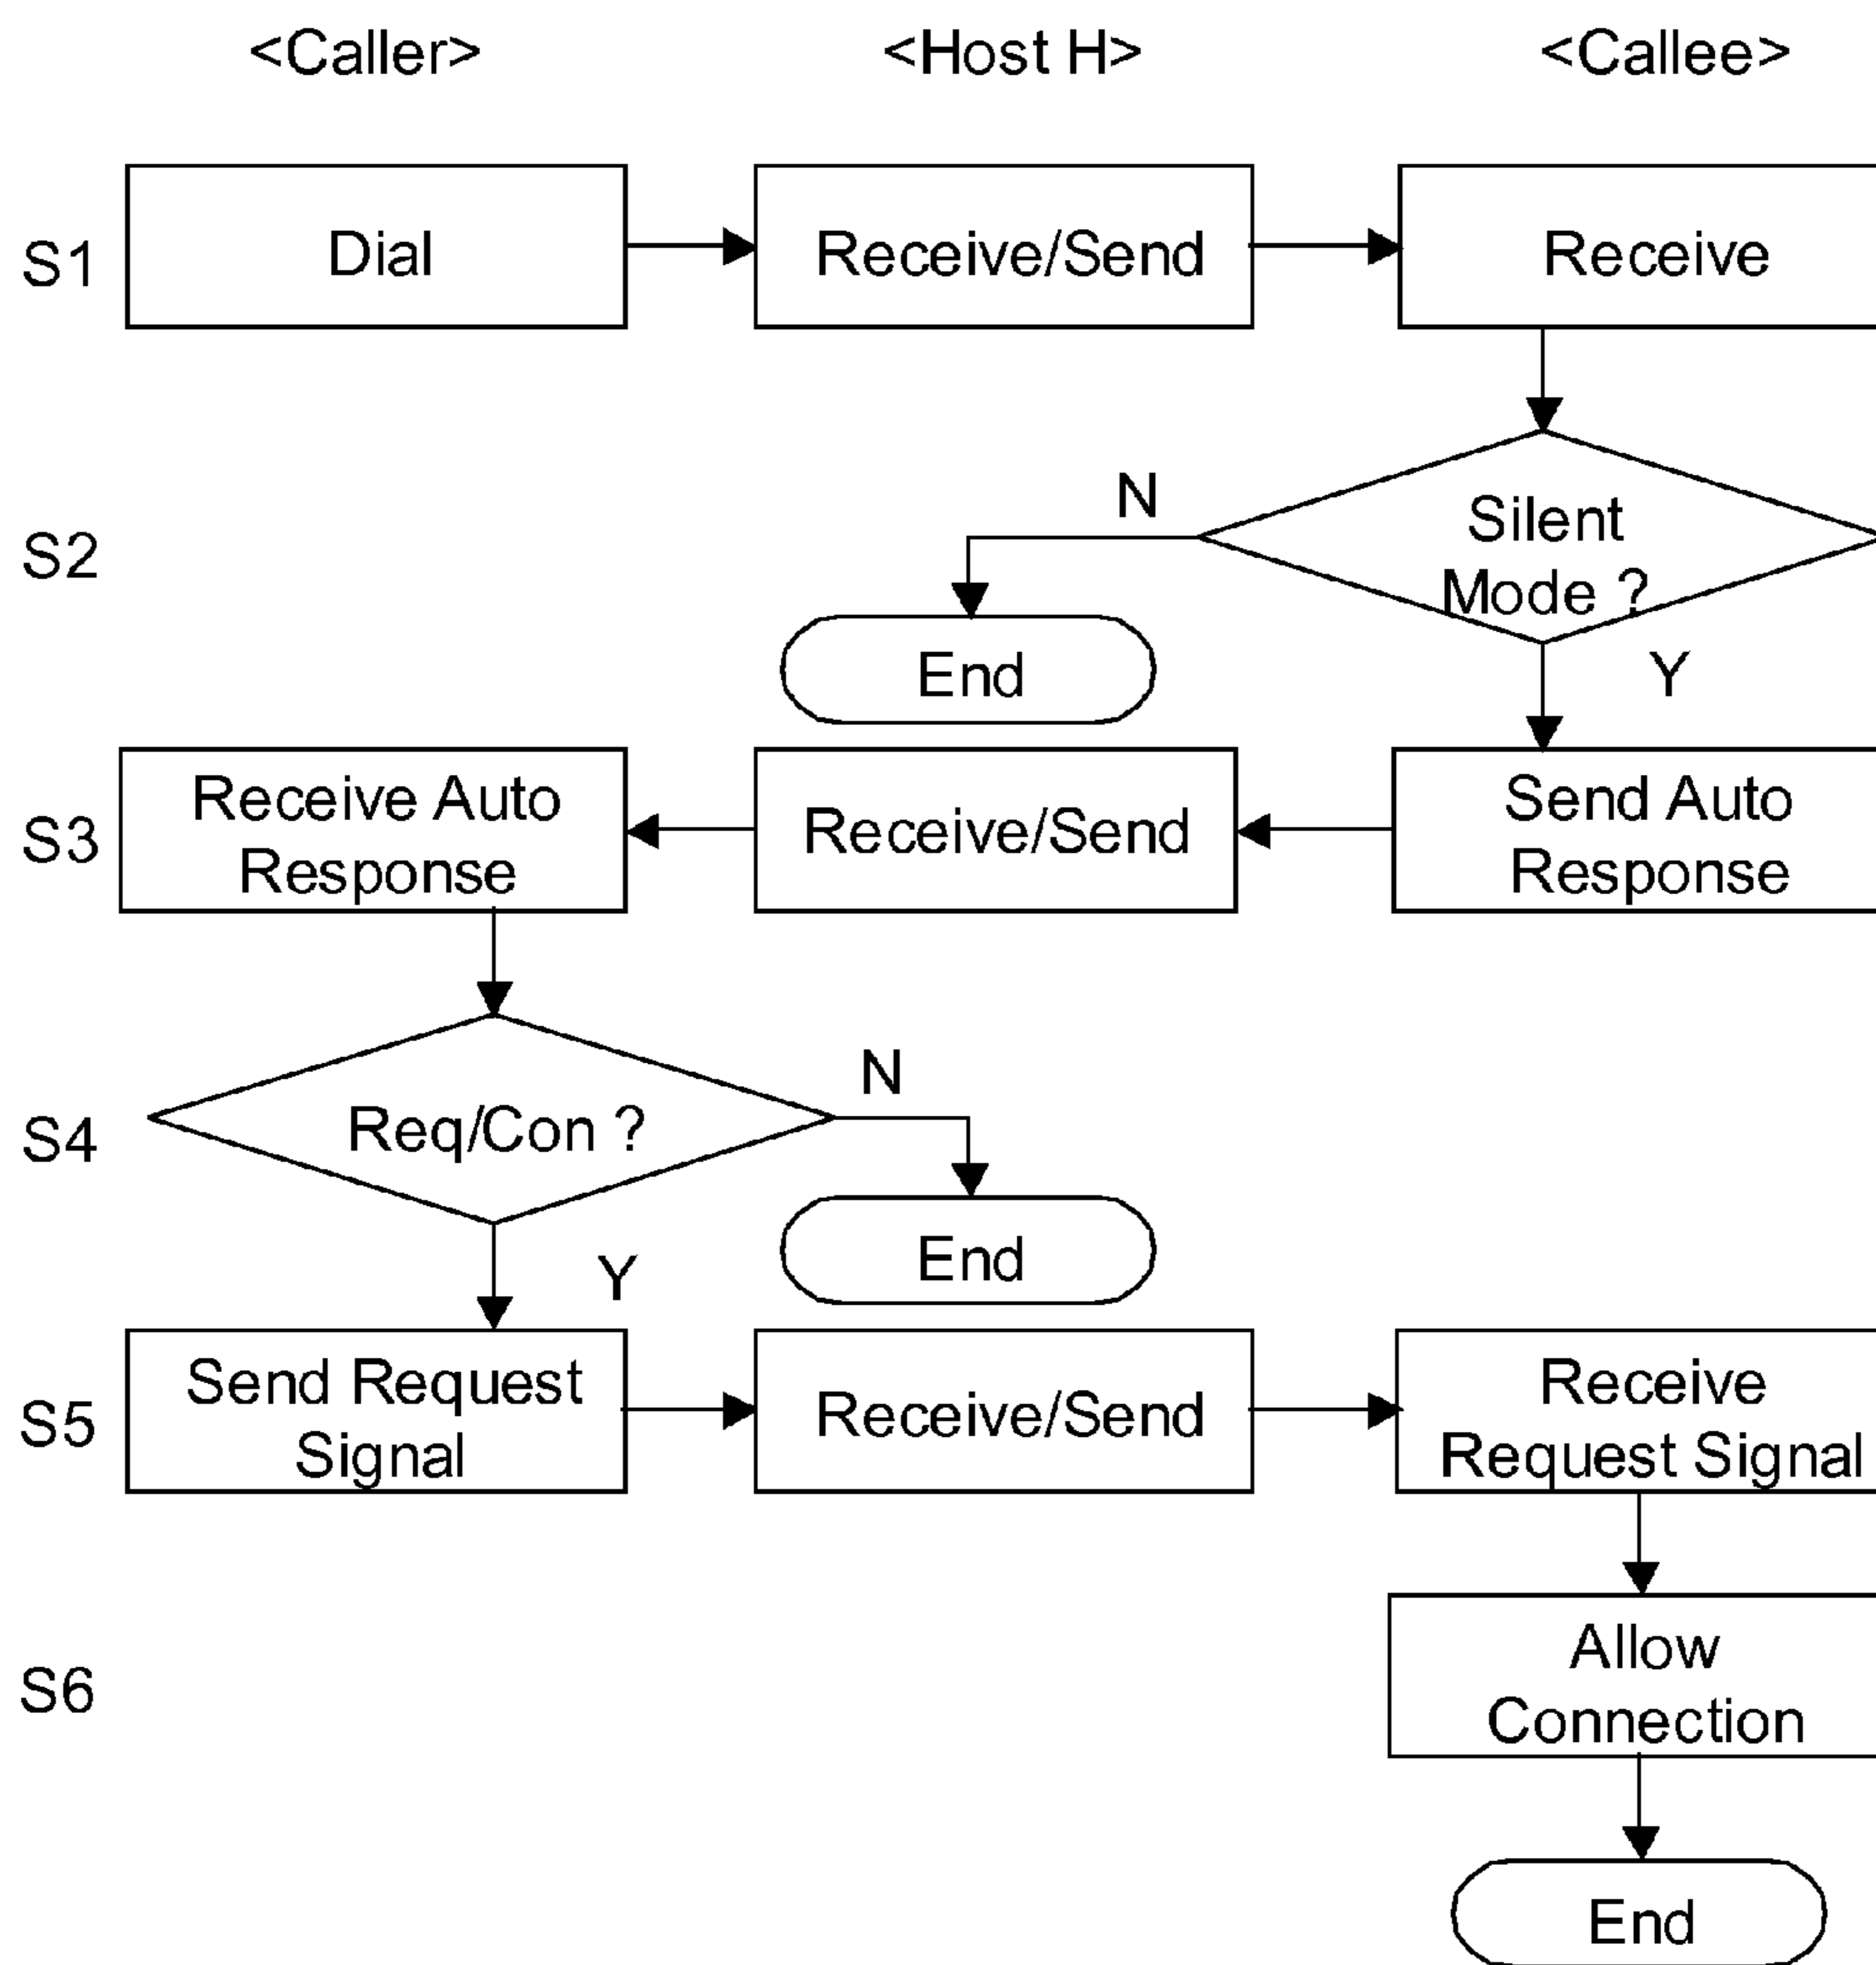 <Caller>
<Host H>
<Callee>
S1
Dial
Receive/Send
Receive
S2
N
Silent
Mode ?
End
Y
S3
Receive Auto
Response
Receive/Send
Send Auto
Response
S4
Req/Con ?
N
End
Y
S5
Send Request
Signal
Receive/Send
Receive
Request Signal
S6
Allow
Connection
End